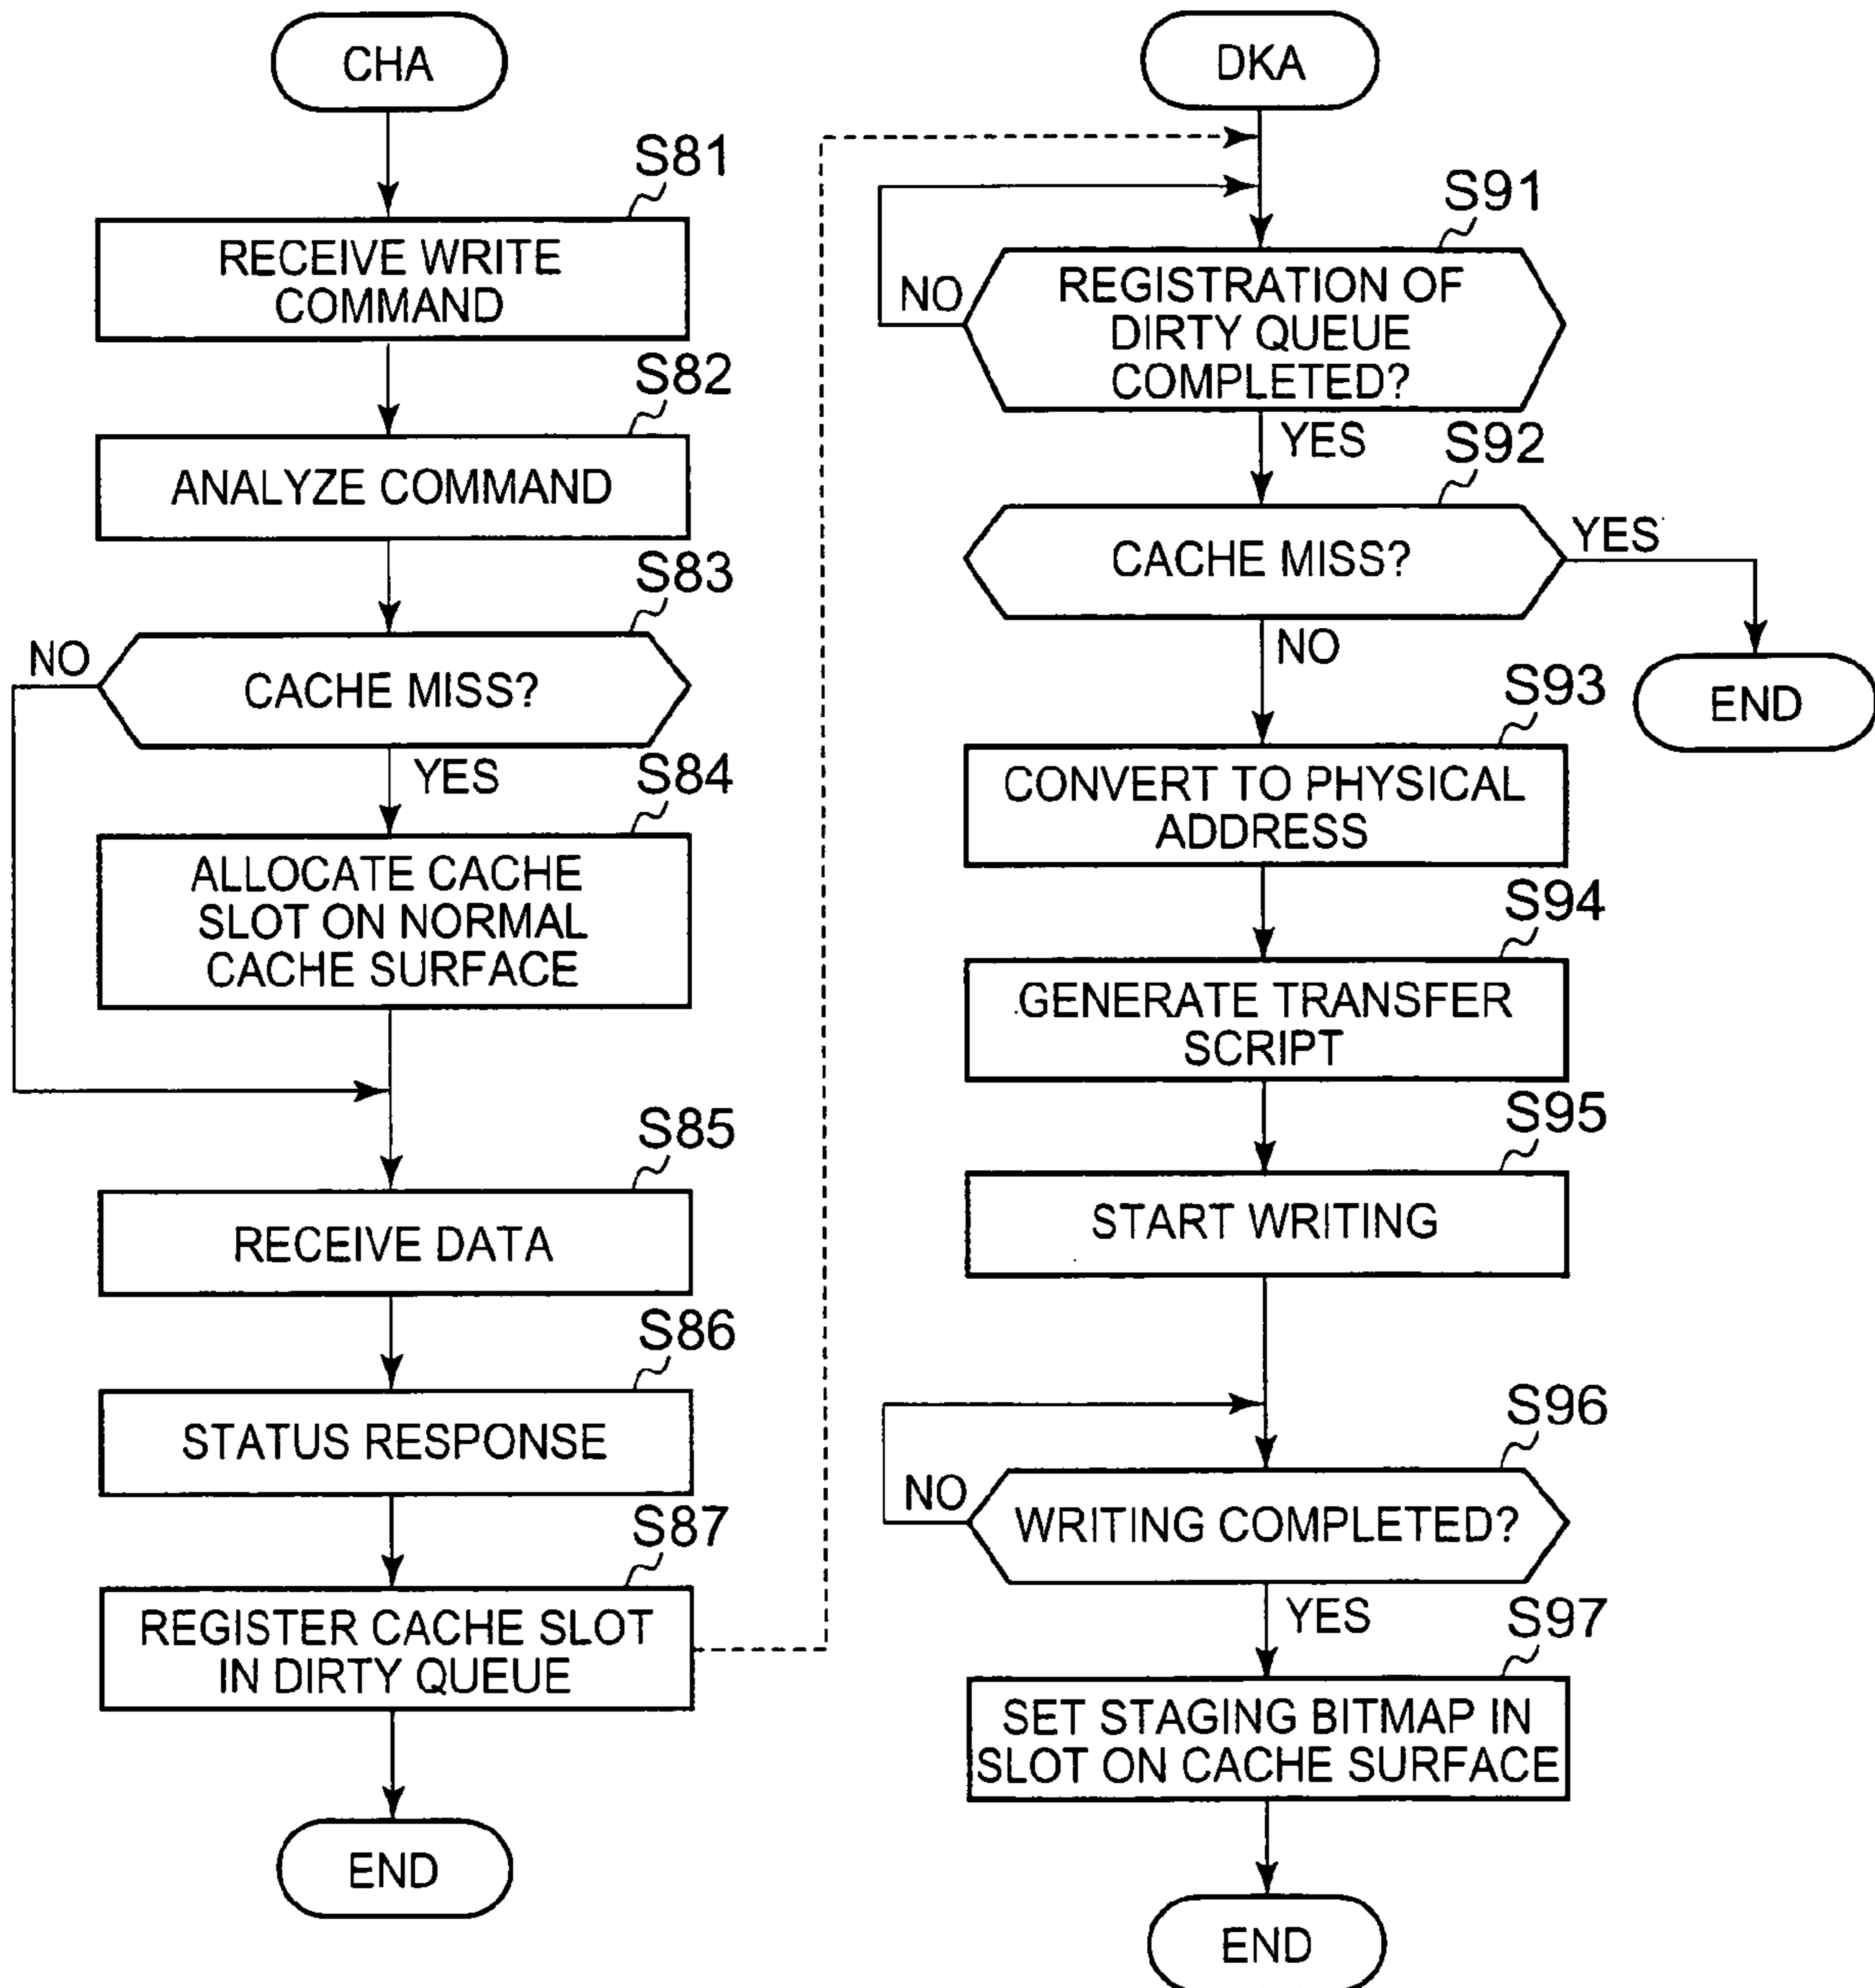 CHA
S81
RECEIVE WRITE
COMMAND
S82
ANALYZE COMMAND
S83
NO
CACHE MISS?
YES
S84
ALLOCATE CACHE
SLOT ON NORMAL
CACHE SURFACE
S85
RECEIVE DATA
S86
STATUS RESPONSE
S87
REGISTER CACHE SLOT
IN DIRTY QUEUE
END
DKA
S91
NO
REGISTRATION OF
DIRTY QUEUE
COMPLETED?
YES
S92
CACHE MISS?
YES
END
NO
S93
CONVERT TO PHYSICAL
ADDRESS
S94
GENERATE TRANSFER
SCRIPT
S95
START WRITING
S96
NO
WRITING COMPLETED?
YES
S97
SET STAGING BITMAP IN
SLOT ON CACHE SURFACE
END